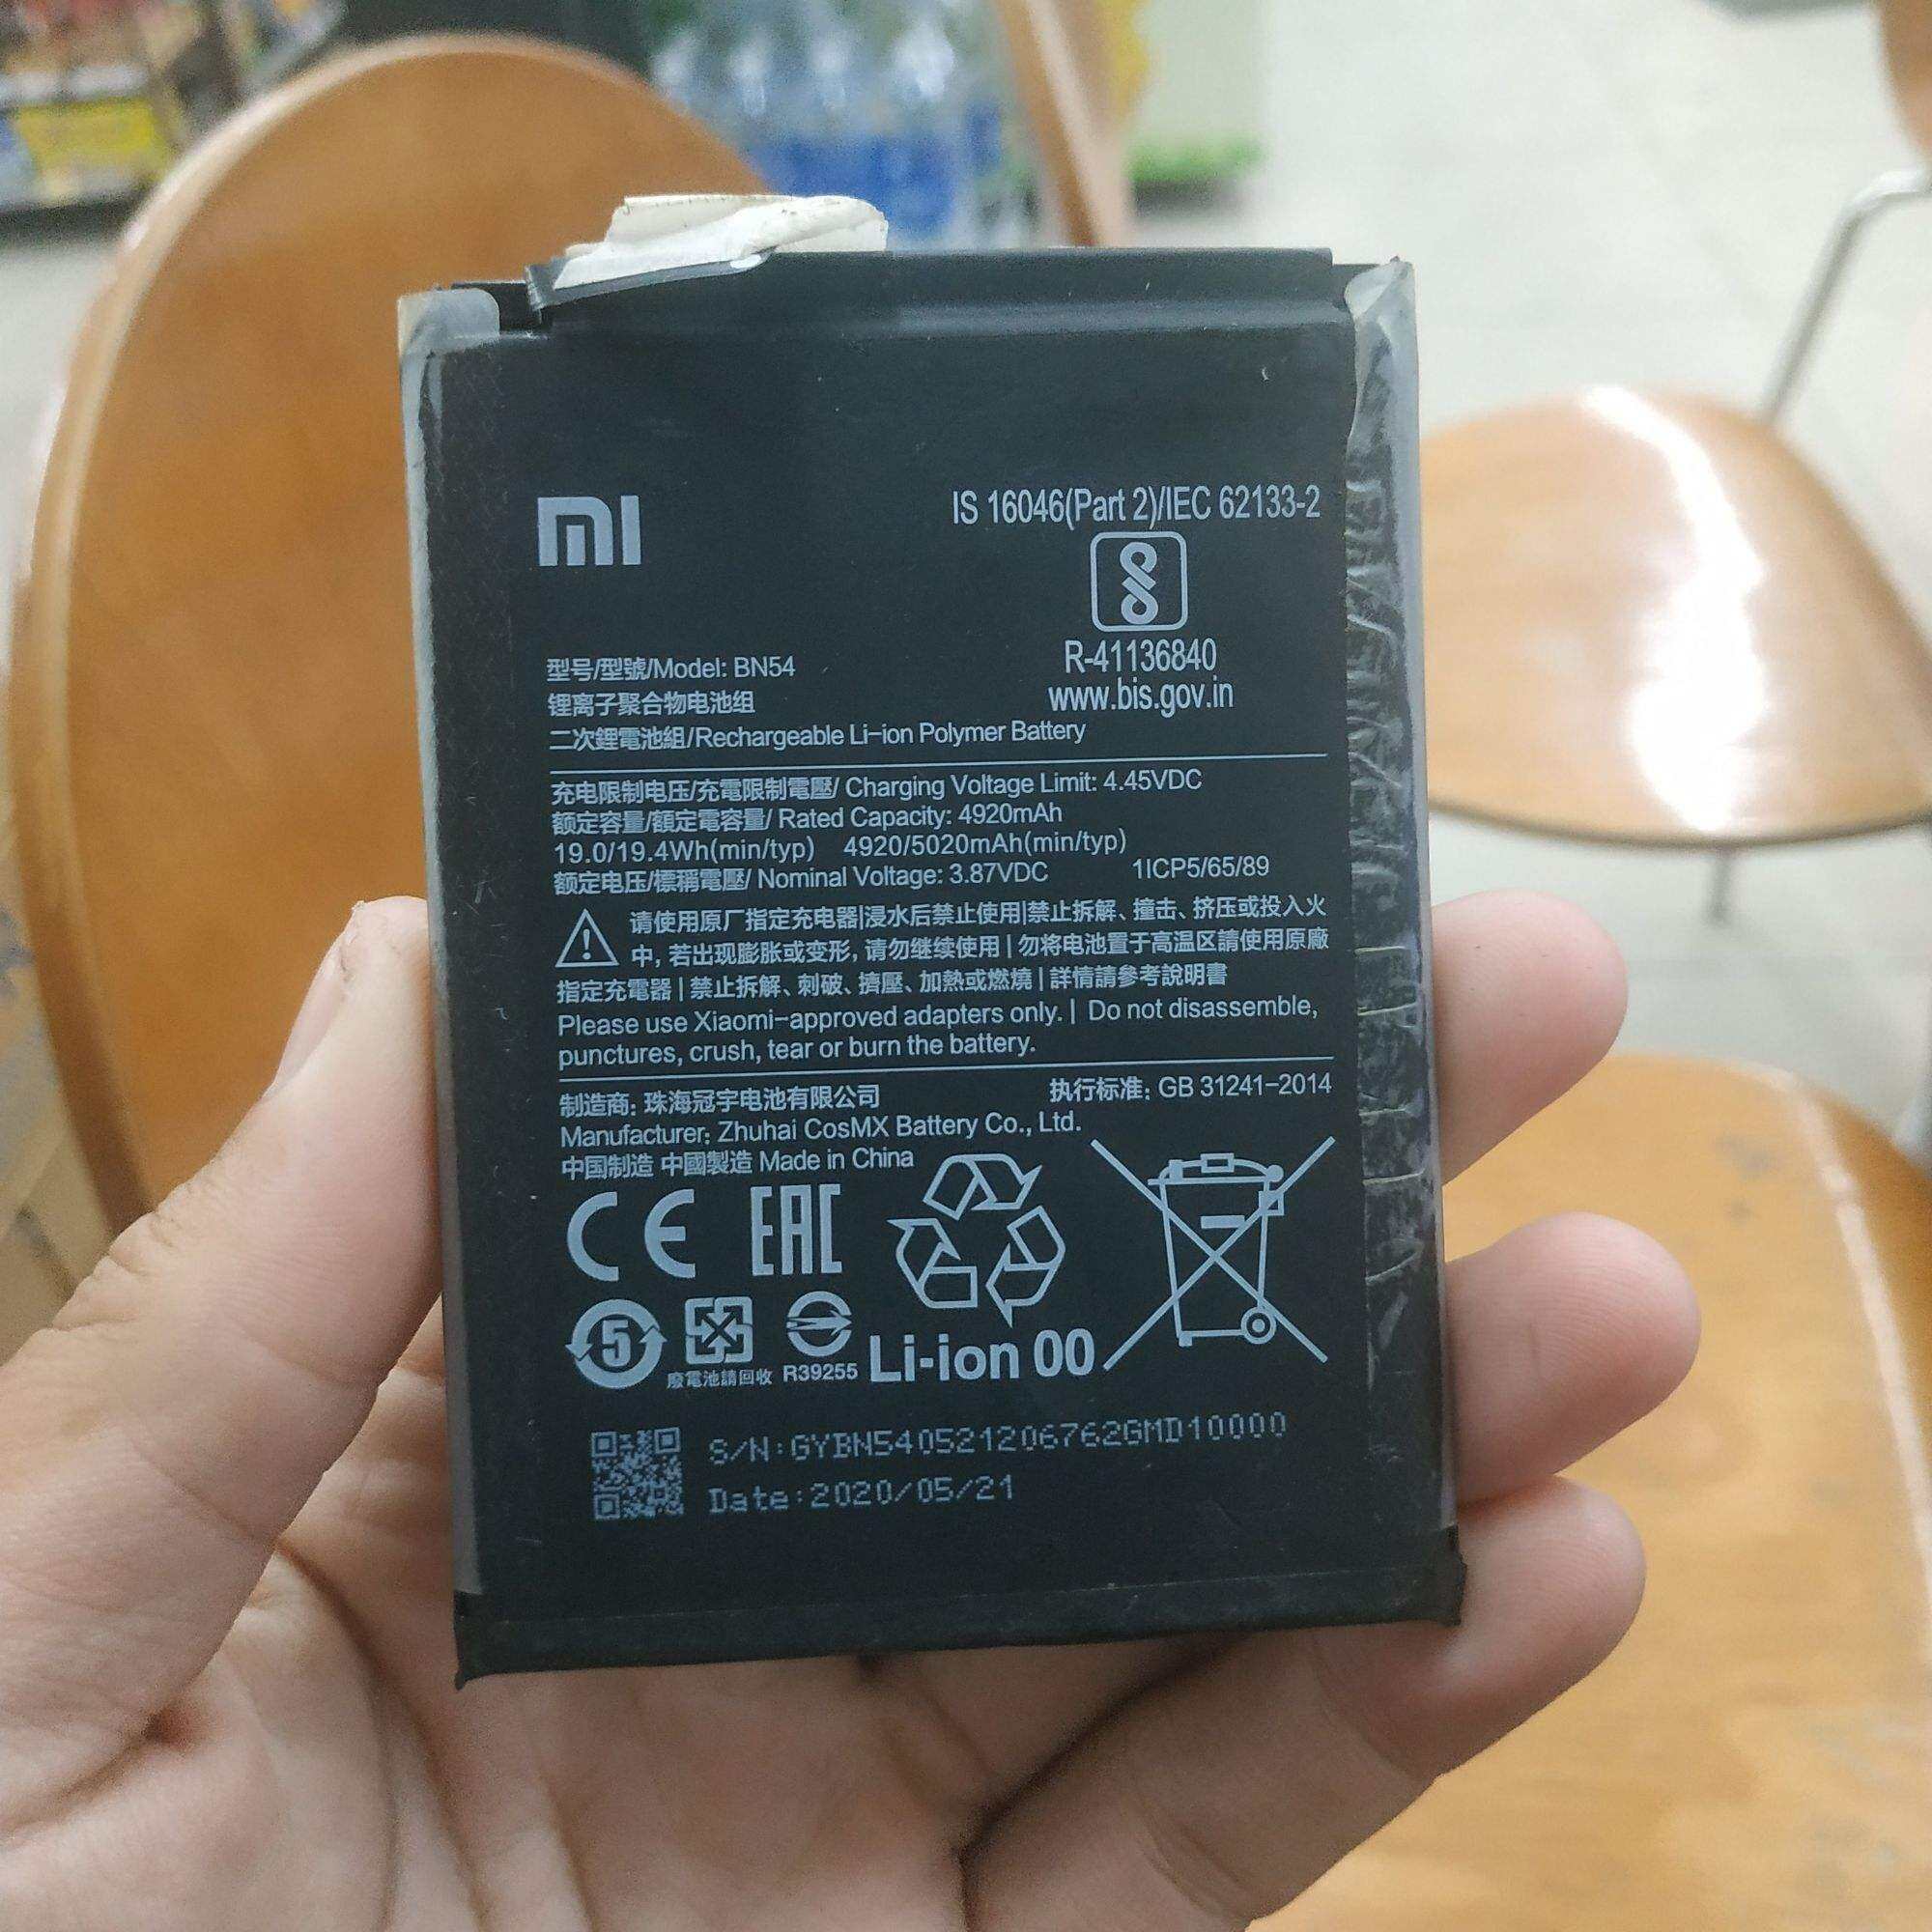 MI
IS 16046(Part 2)/IEC 62133-2
R-41136840
www.bis.gov.in
型号/型號/Model: BN54
锂离子聚合物电池组
二次鋰電池組/Rechargeable Li-ion Polymer Battery
充电限制电压/充電限制電壓/ Charging Voltage Limit: 4.45VDC
额定容量/額定電容量/ Rated Capacity: 4920mAh
19.0/19.4Wh(min/typ) 4920/5020mAh(min/typ)
额定电压/標稱電壓/ Nominal Voltage: 3.87VDC 1ICP5/65/89
请使用原厂指定充电器|浸水后禁止使用|禁止拆解、撞击、挤压或投入火
中, 若出现膨胀或变形, 请勿继续使用 | 勿将电池置于高温区請使用原廠
指定充電器 | 禁止拆解、刺破、擠壓、加熱或燃燒 | 詳情請參考說明書
Please use Xiaomi-approved adapters only. | Do not disassemble,
punctures, crush, tear or burn the battery.
制造商: 珠海冠宇电池有限公司 执行标准: GB 31241-2014
Manufacturer: Zhuhai CosMX Battery Co., Ltd.
中国制造 中國製造 Made in China
CE EAC
5 廢電池請回收 R39255 Li-ion 00
S/N:GYBN540521206762GMD10000
Date:2020/05/21